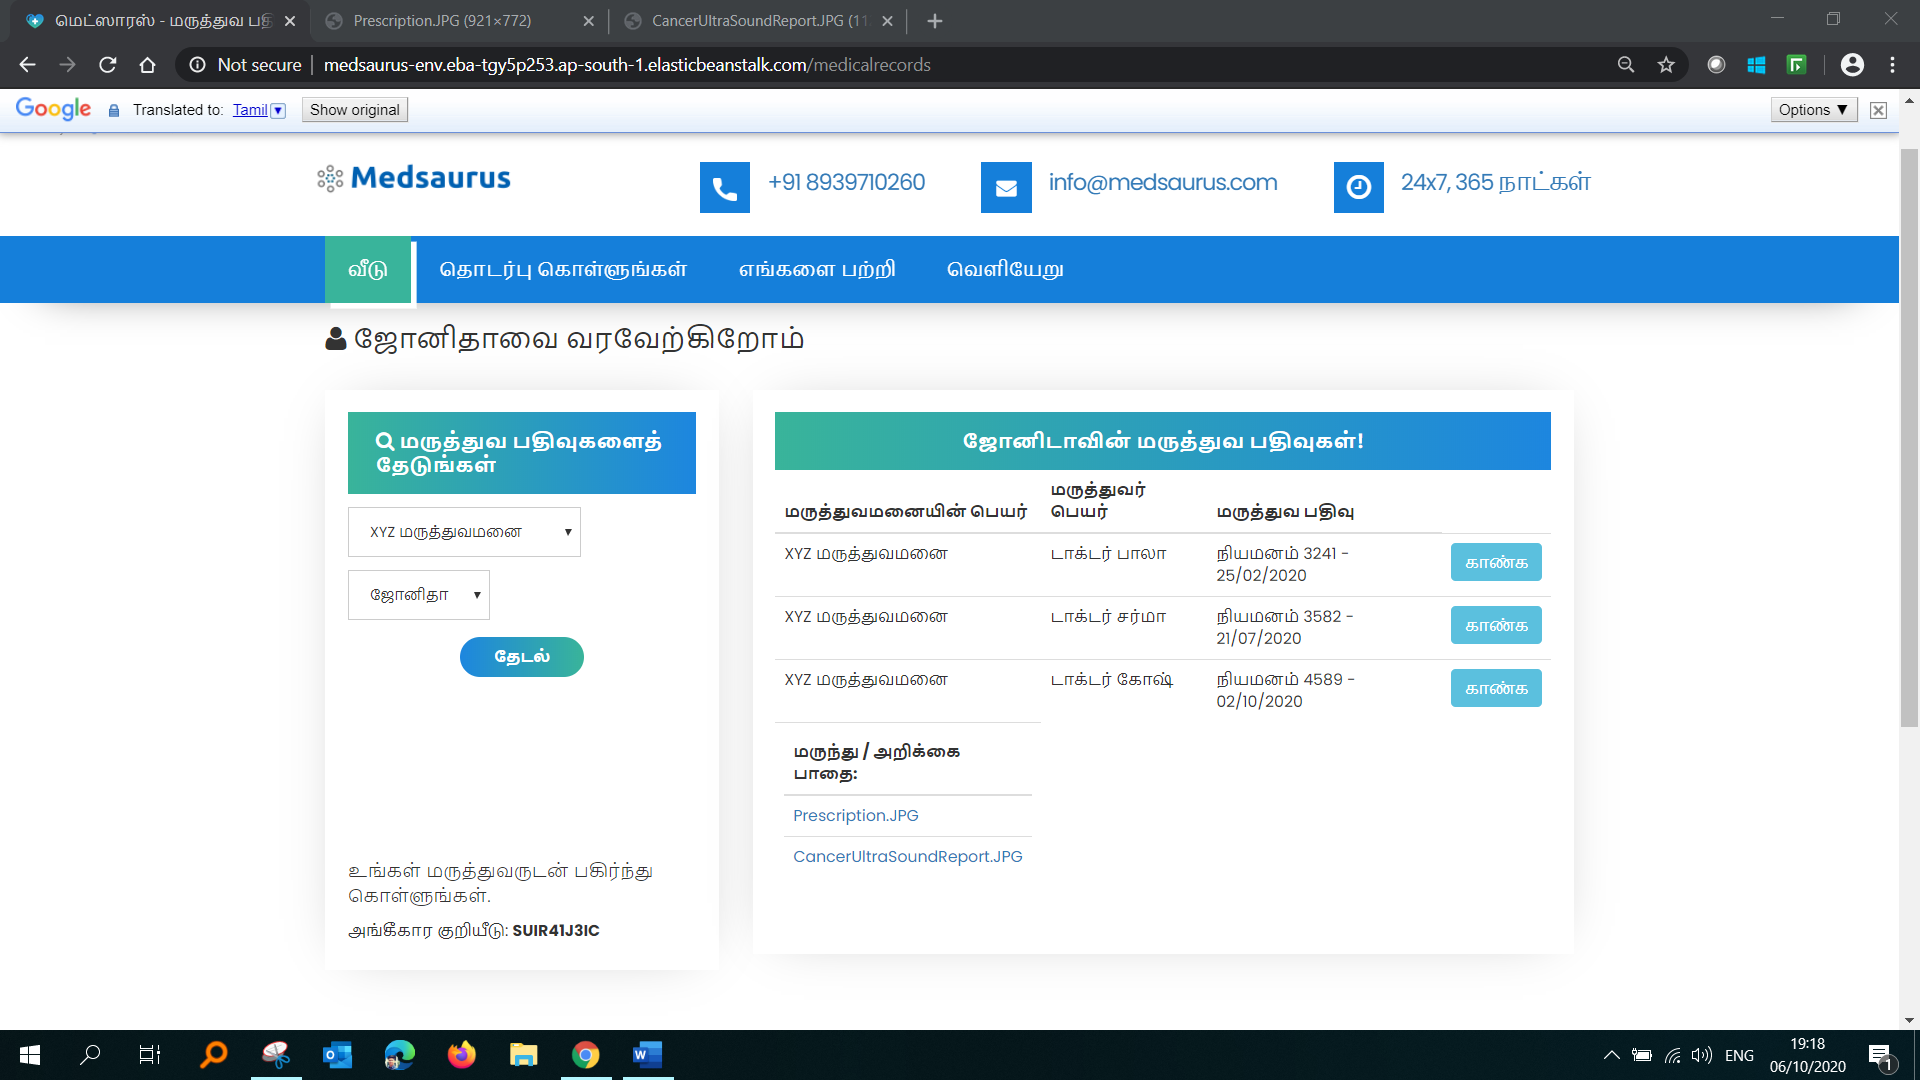 மெட்ஸாரஸ் - மருத்துவ பதி
Prescription.JPG (921×772)
CancerUltraSoundReport.JPG (11
Not secure
medsaurus-env.eba-tgy5p253.ap-south-1.elasticbeanstalk.com/medicalrecords
Google
Translated to: Tamil
Show original
Options ▼
Medsaurus
+91 8939710260
info@medsaurus.com
24x7, 365 நாட்கள்
வீடு
தொடர்பு கொள்ளுங்கள்
எங்களை பற்றி
வெளியேறு
ஜோனிதாவை வரவேற்கிறோம்
மருத்துவ பதிவுகளைத்
தேடுங்கள்
XYZ மருத்துவமனை
ஜோனிதா
தேடல்
உங்கள் மருத்துவருடன் பகிர்ந்து
கொள்ளுங்கள்.
அங்கீகார குறியீடு: SUIR41J3IC
ஜோனிடாவின் மருத்துவ பதிவுகள்!
மருத்துவமனையின் பெயர்
மருத்துவர்
பெயர்
மருத்துவ பதிவு
XYZ மருத்துவமனை
டாக்டர் பாலா
நியமனம் 3241 -
25/02/2020
காண்க
XYZ மருத்துவமனை
டாக்டர் சர்மா
நியமனம் 3582 -
21/07/2020
காண்க
XYZ மருத்துவமனை
டாக்டர் கோஷ்
நியமனம் 4589 -
02/10/2020
காண்க
மருந்து / அறிக்கை
பாதை:
Prescription.JPG
CancerUltraSoundReport.JPG
ENG
19:18
06/10/2020
1